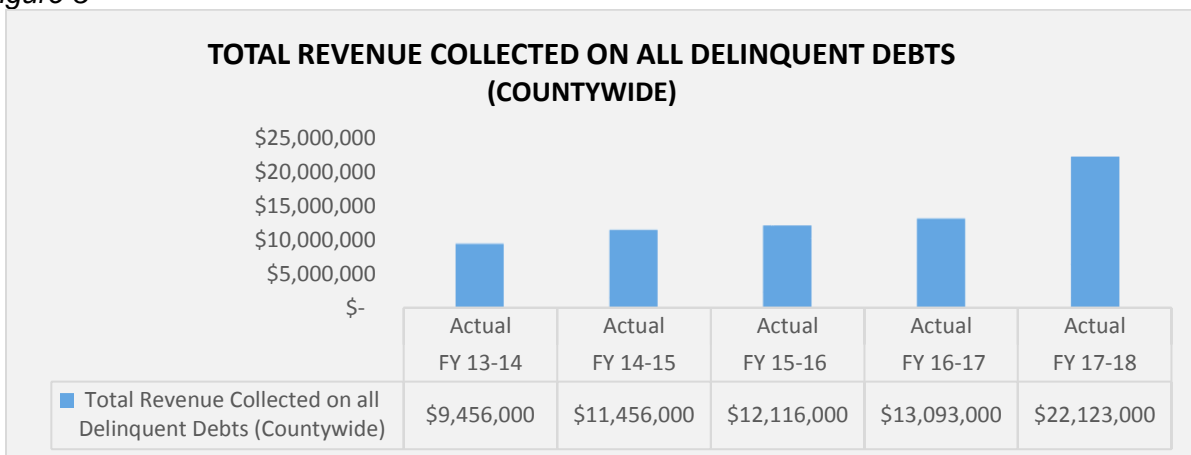 TOTAL REVENUE COLLECTED ON ALL DELINQUENT DEBTS
(COUNTYWIDE)
$25,000,000
$20,000,000
$15,000,000
$10,000,000
$5,000,000
$-
Actual Actual Actual Actual Actual
FY 13-14 FY 14-15 FY 15-16 FY 16-17 FY 17-18
Total Revenue Collected on all
Delinquent Debts (Countywide)
$9,456,000 $11,456,000 $12,116,000 $13,093,000 $22,123,000